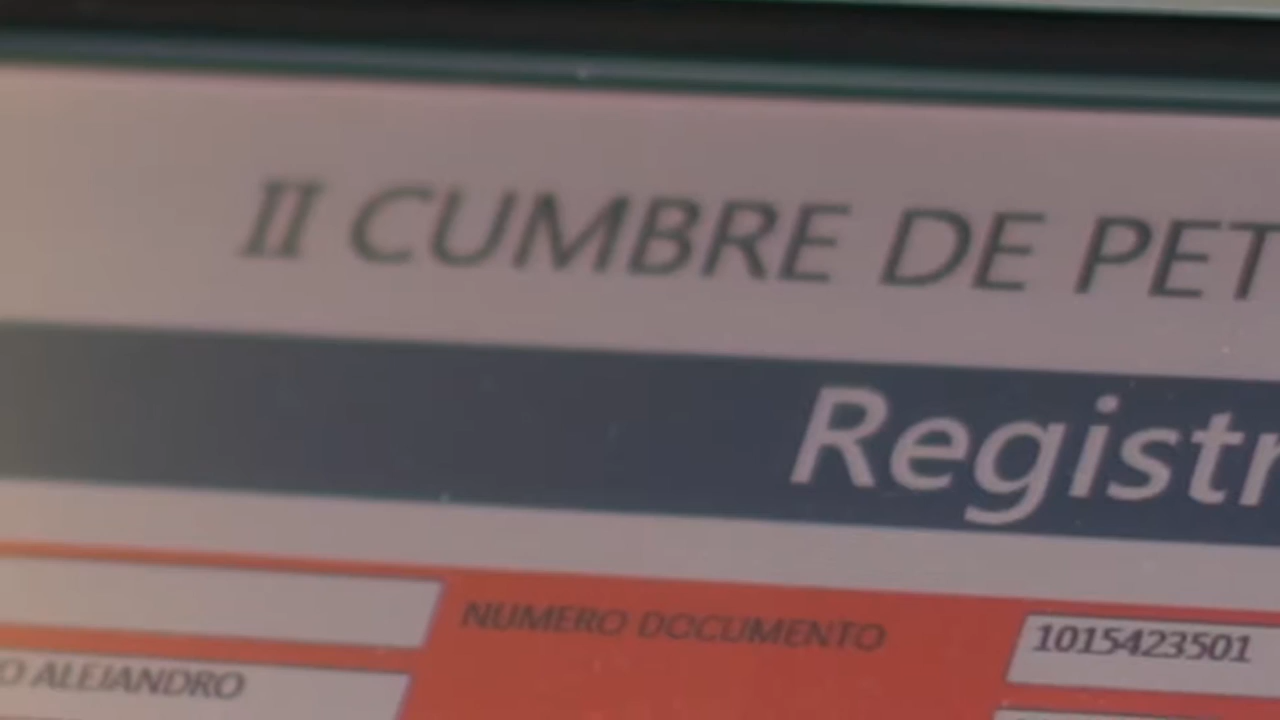 II CUMBRE DE PET
Registr
NUMERO DOCUMENTO
1015423501
O ALEJANDRO